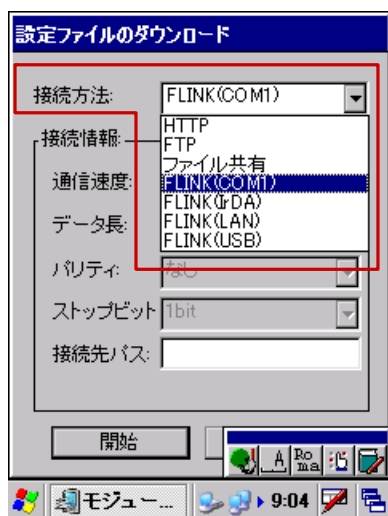 設定ファイルのダウンロード
接続方法: FLINK(COM1)
HTTP
FTP
ファイル共有
FLINK(COM1)
FLINK(IrDA)
FLINK(LAN)
FLINK(USB)
接続情報:
通信速度:
データ長:
パリティ: なし
ストップビット 1bit
接続先パス:
開始
A Ro ma
モジュー... 9:04